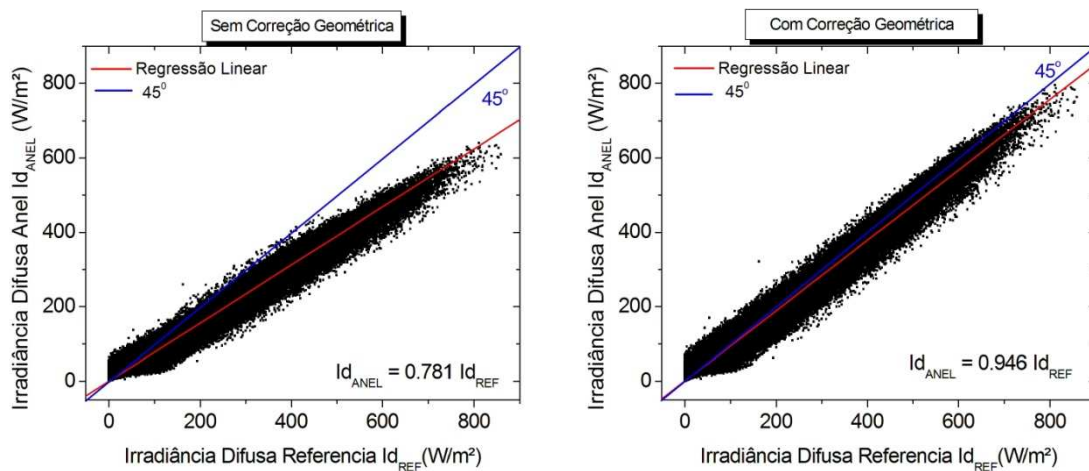 Sem Correção Geométrica
Regressão Linear
45⁰
45°
Id_ANEL = 0.781 Id_REF
Irradiância Difusa Anel Id_ANEL (W/m²)
800
600
400
200
0
0 200 400 600 800
Irradiância Difusa Referencia Id_REF(W/m²)
Com Correção Geométrica
Regressão Linear
45⁰
45°
Id_ANEL = 0.946 Id_REF
Irradiância Difusa Anel Id_ANEL (W/m²)
800
600
400
200
0
0 200 400 600 800
Irradiância Difusa Referencia Id_REF(W/m²)